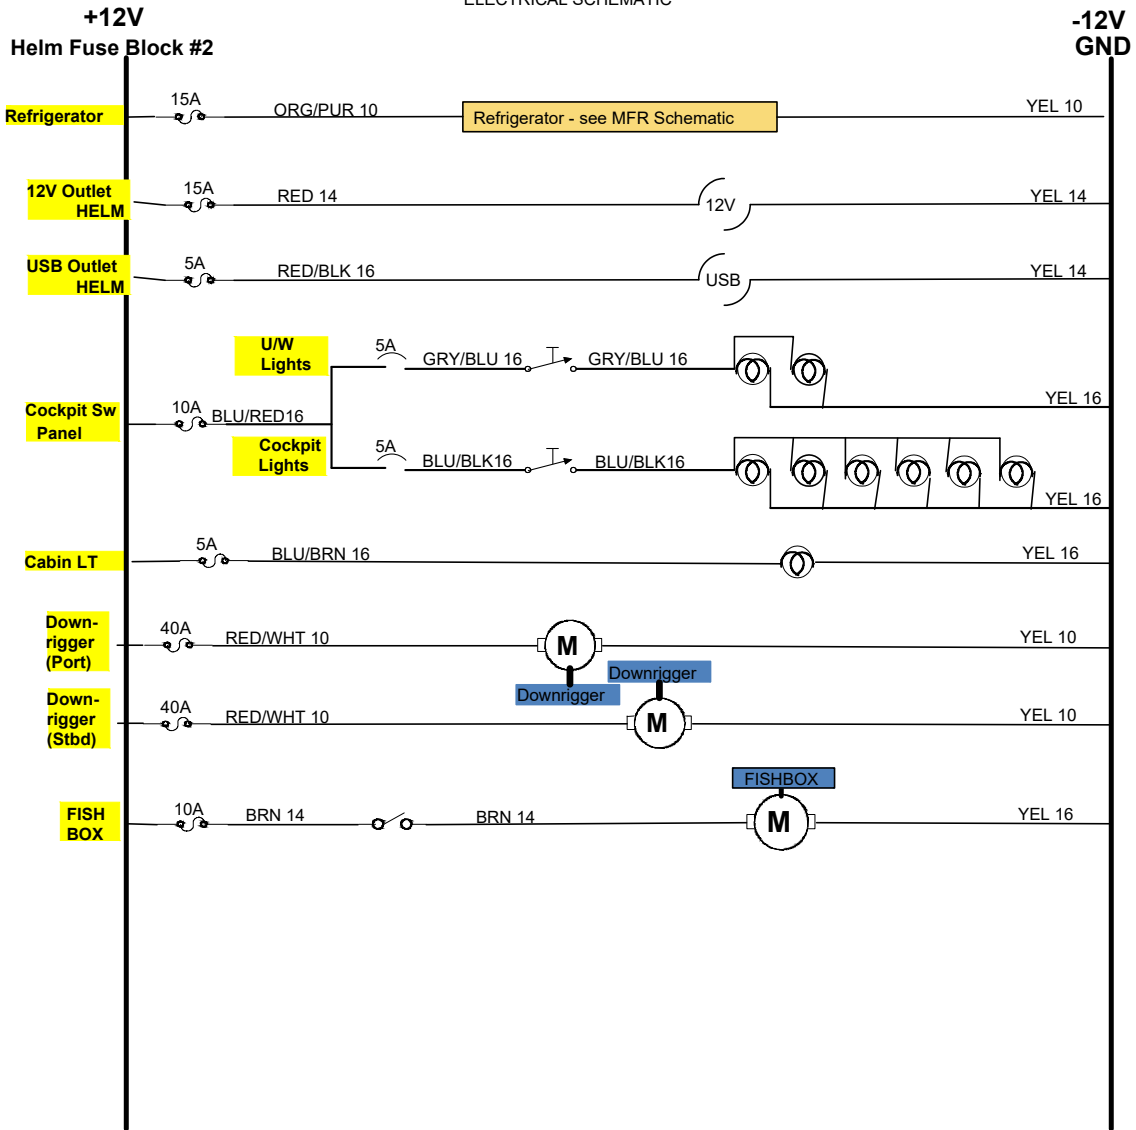 ELECTRICAL SCHEMATIC
+12V
-12V
Helm Fuse Block #2
GND
Refrigerator
15A
ORG/PUR 10
Refrigerator - see MFR Schematic
YEL 10
12V Outlet
HELM
15A
RED 14
12V
YEL 14
USB Outlet
HELM
5A
RED/BLK 16
USB
YEL 14
U/W
Lights
5A
GRY/BLU 16
GRY/BLU 16
YEL 16
Cockpit Sw
Panel
10A
BLU/RED16
Cockpit
Lights
5A
BLU/BLK16
BLU/BLK16
YEL 16
Cabin LT
5A
BLU/BRN 16
YEL 16
Down-
rigger
(Port)
40A
RED/WHT 10
M
Downrigger
YEL 10
Down-
rigger
(Stbd)
40A
RED/WHT 10
Downrigger
M
YEL 10
FISH
BOX
10A
BRN 14
BRN 14
FISHBOX
M
YEL 16